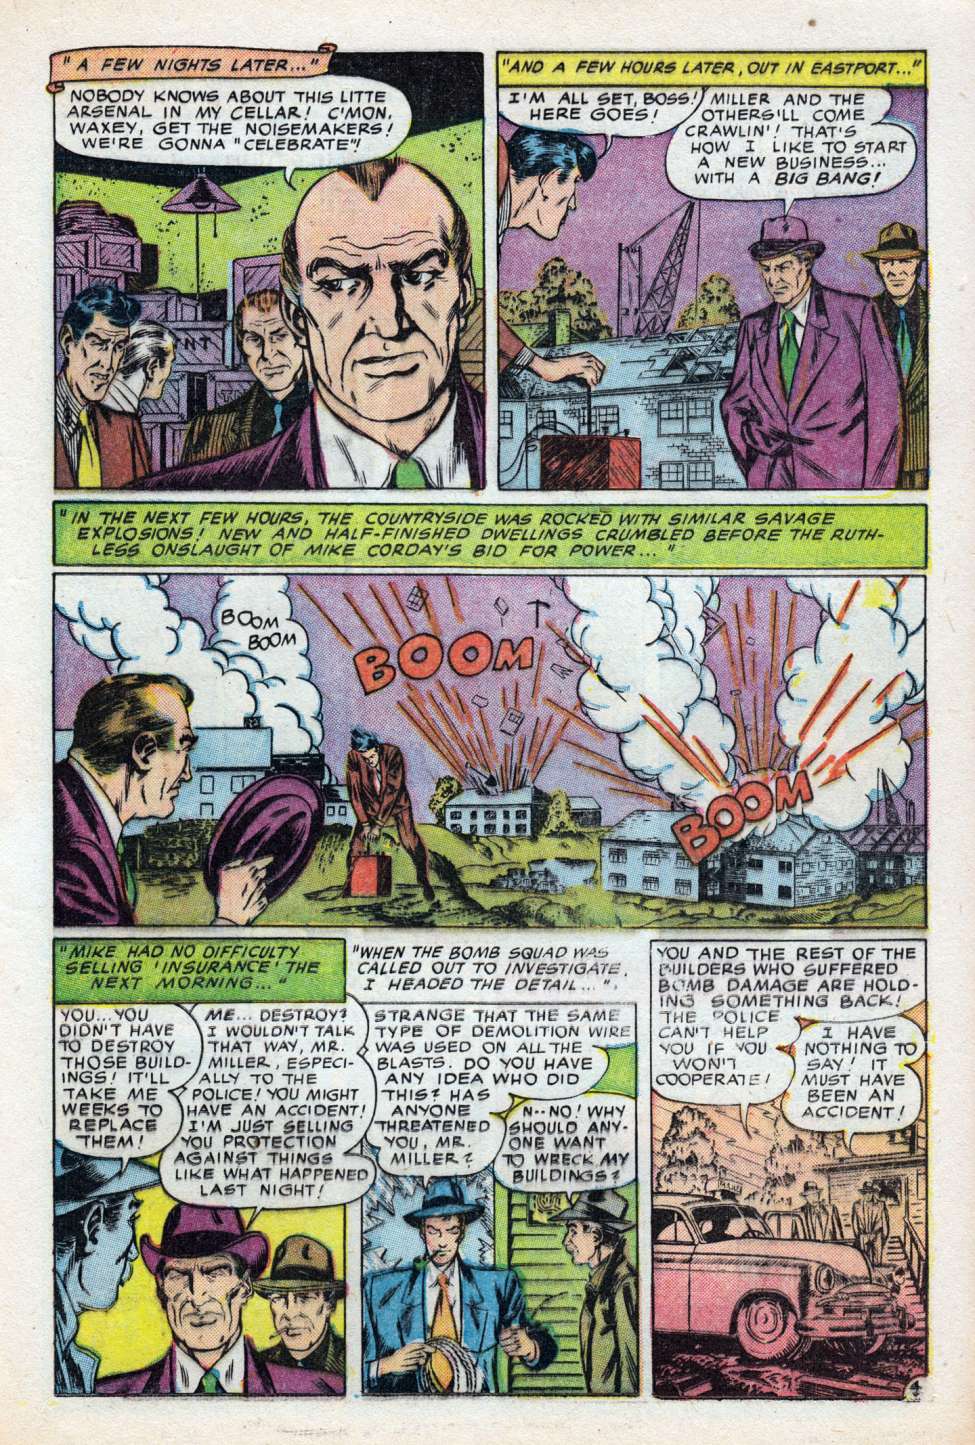 "A FEW NIGHTS LATER..."
NOBODY KNOWS ABOUT THIS LITTE
ARSENAL IN MY CELLAR! C'MON,
WAXEY, GET THE NOISEMAKERS!
WE'RE GONNA "CELEBRATE"!
NT
"AND A FEW HOURS LATER, OUT IN EASTPORT..."
I'M ALL SET, BOSS!
HERE GOES!
MILLER AND THE
OTHERS'LL COME
CRAWLIN'! THAT'S
HOW I LIKE TO START
A NEW BUSINESS...
WITH A BIG BANG!
"IN THE NEXT FEW HOURS, THE COUNTRYSIDE WAS ROCKED WITH SIMILAR SAVAGE
EXPLOSIONS! NEW AND HALF-FINISHED DWELLINGS CRUMBLED BEFORE THE RUTH-
LESS ONSLAUGHT OF MIKE CORDAY'S BID FOR POWER..."
BOOM
BOOM
BOOM
BOOM
"MIKE HAD NO DIFFICULTY
SELLING 'INSURANCE' THE
NEXT MORNING..."
YOU...YOU
DIDN'T HAVE
TO DESTROY
THOSE BUILD-
INGS! IT'LL
TAKE ME
WEEKS TO
REPLACE
THEM!
ME... DESTROY?
I WOULDN'T TALK
THAT WAY, MR.
MILLER, ESPECI-
ALLY TO THE
POLICE! YOU MIGHT
HAVE AN ACCIDENT!
I'M JUST SELLING
YOU PROTECTION
AGAINST THINGS
LIKE WHAT HAPPENED
LAST NIGHT!
"WHEN THE BOMB SQUAD WAS
CALLED OUT TO INVESTIGATE,
I HEADED THE DETAIL..."
STRANGE THAT THE SAME
TYPE OF DEMOLITION WIRE
WAS USED ON ALL THE
BLASTS. DO YOU HAVE
ANY IDEA WHO DID
THIS? HAS
ANYONE
THREATENED
YOU, MR.
MILLER?
N--NO! WHY
SHOULD ANY-
ONE WANT
TO WRECK MY
BUILDINGS?
YOU AND THE REST OF THE
BUILDERS WHO SUFFERED
BOMB DAMAGE ARE HOLD-
ING SOMETHING BACK!
THE POLICE
CAN'T HELP
YOU IF YOU
WON'T
COOPERATE!
I HAVE
NOTHING TO
SAY! IT
MUST HAVE
BEEN AN
ACCIDENT!
4